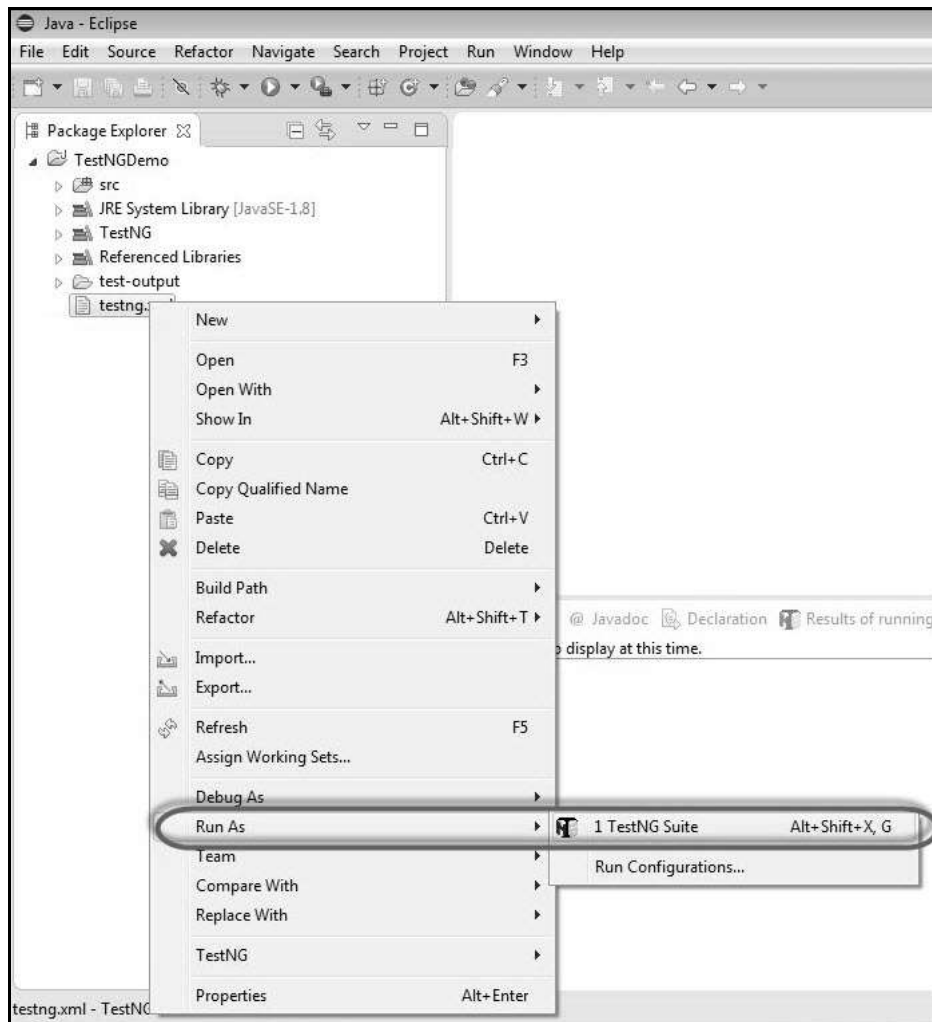 Java - Eclipse
File Edit Source Refactor Navigate Search Project Run Window Help
Package Explorer
TestNGDemo
src
JRE System Library [JavaSE-1.8]
TestNG
Referenced Libraries
test-output
testng.
New
Open F3
Open With
Show In Alt+Shift+W
Copy Ctrl+C
Copy Qualified Name
Paste Ctrl+V
Delete Delete
Build Path
Refactor Alt+Shift+T
@ Javadoc Declaration Results of running
display at this time.
Import...
Export...
Refresh F5
Assign Working Sets...
Debug As
Run As
1 TestNG Suite Alt+Shift+X, G
Run Configurations...
Team
Compare With
Replace With
TestNG
Properties Alt+Enter
testng.xml - TestNG